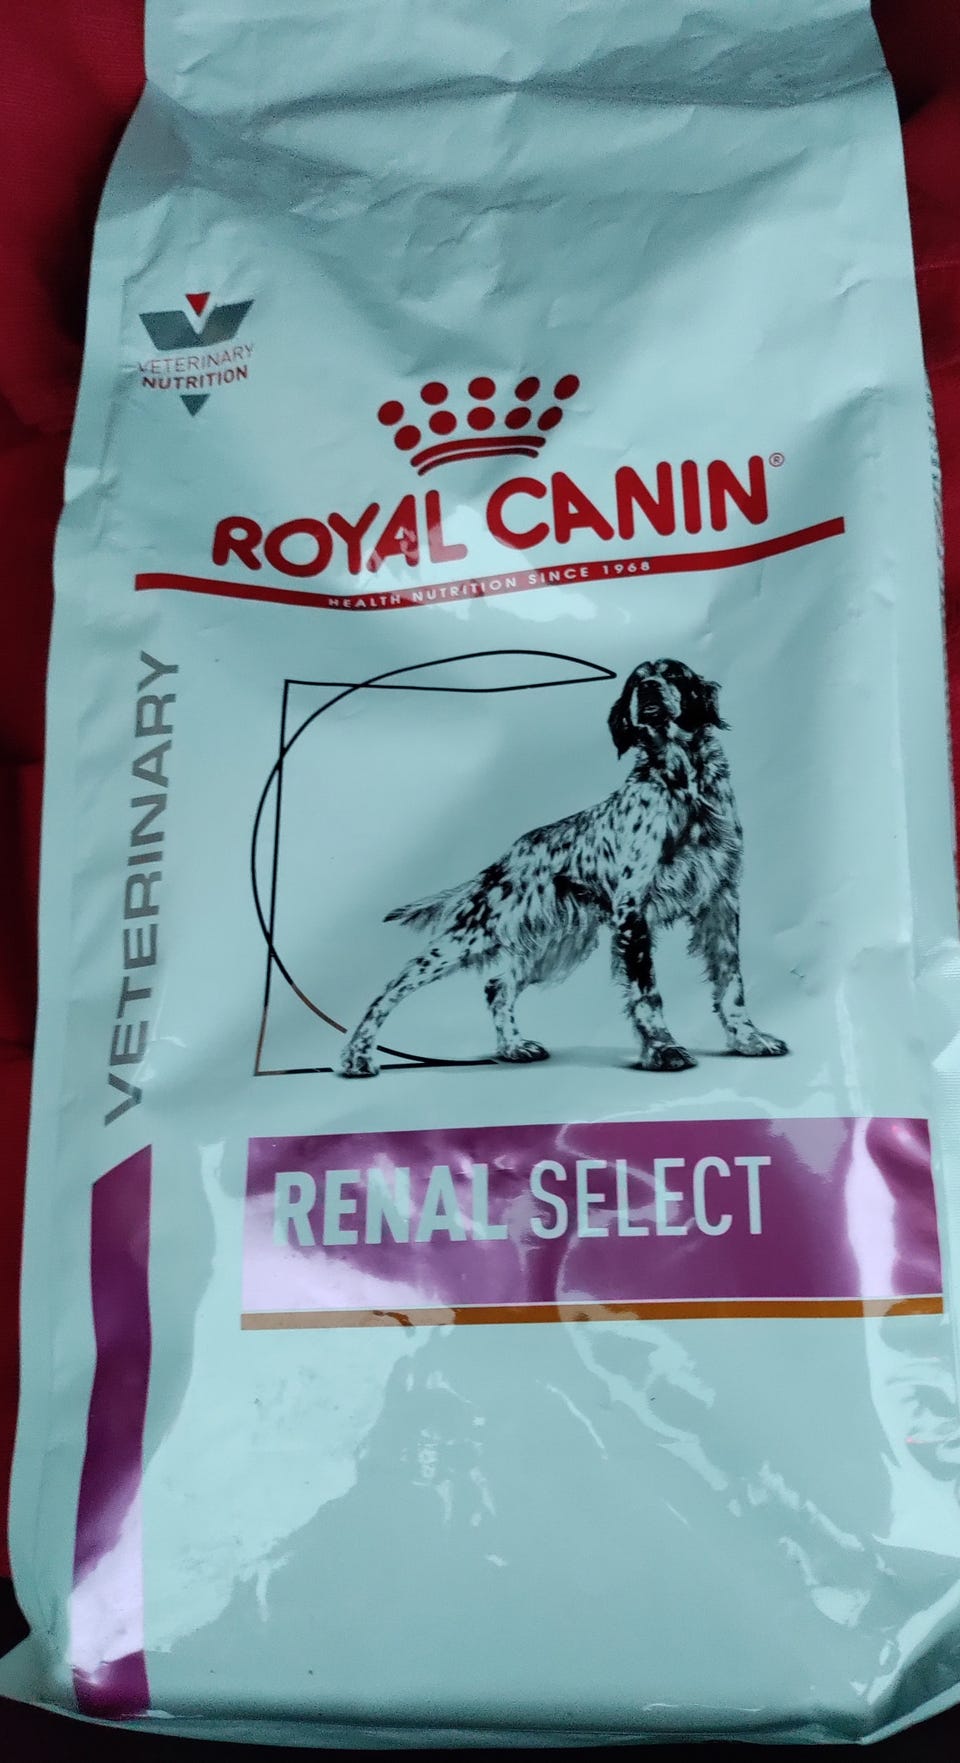 VETERINARY
NUTRITION
ROYAL CANIN®
HEALTH NUTRITION SINCE 1968
VETERINARY
RENAL SELECT